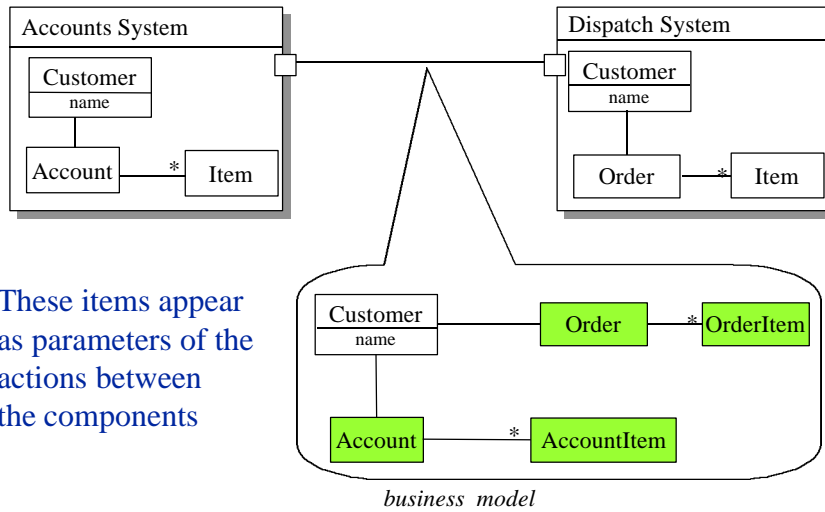 Accounts System
Customer
name
Account
*
Item
Dispatch System
Customer
name
Order
*
Item
These items appear
as parameters of the
actions between
the components
Customer
name
Order
*
OrderItem
Account
*
AccountItem
business model